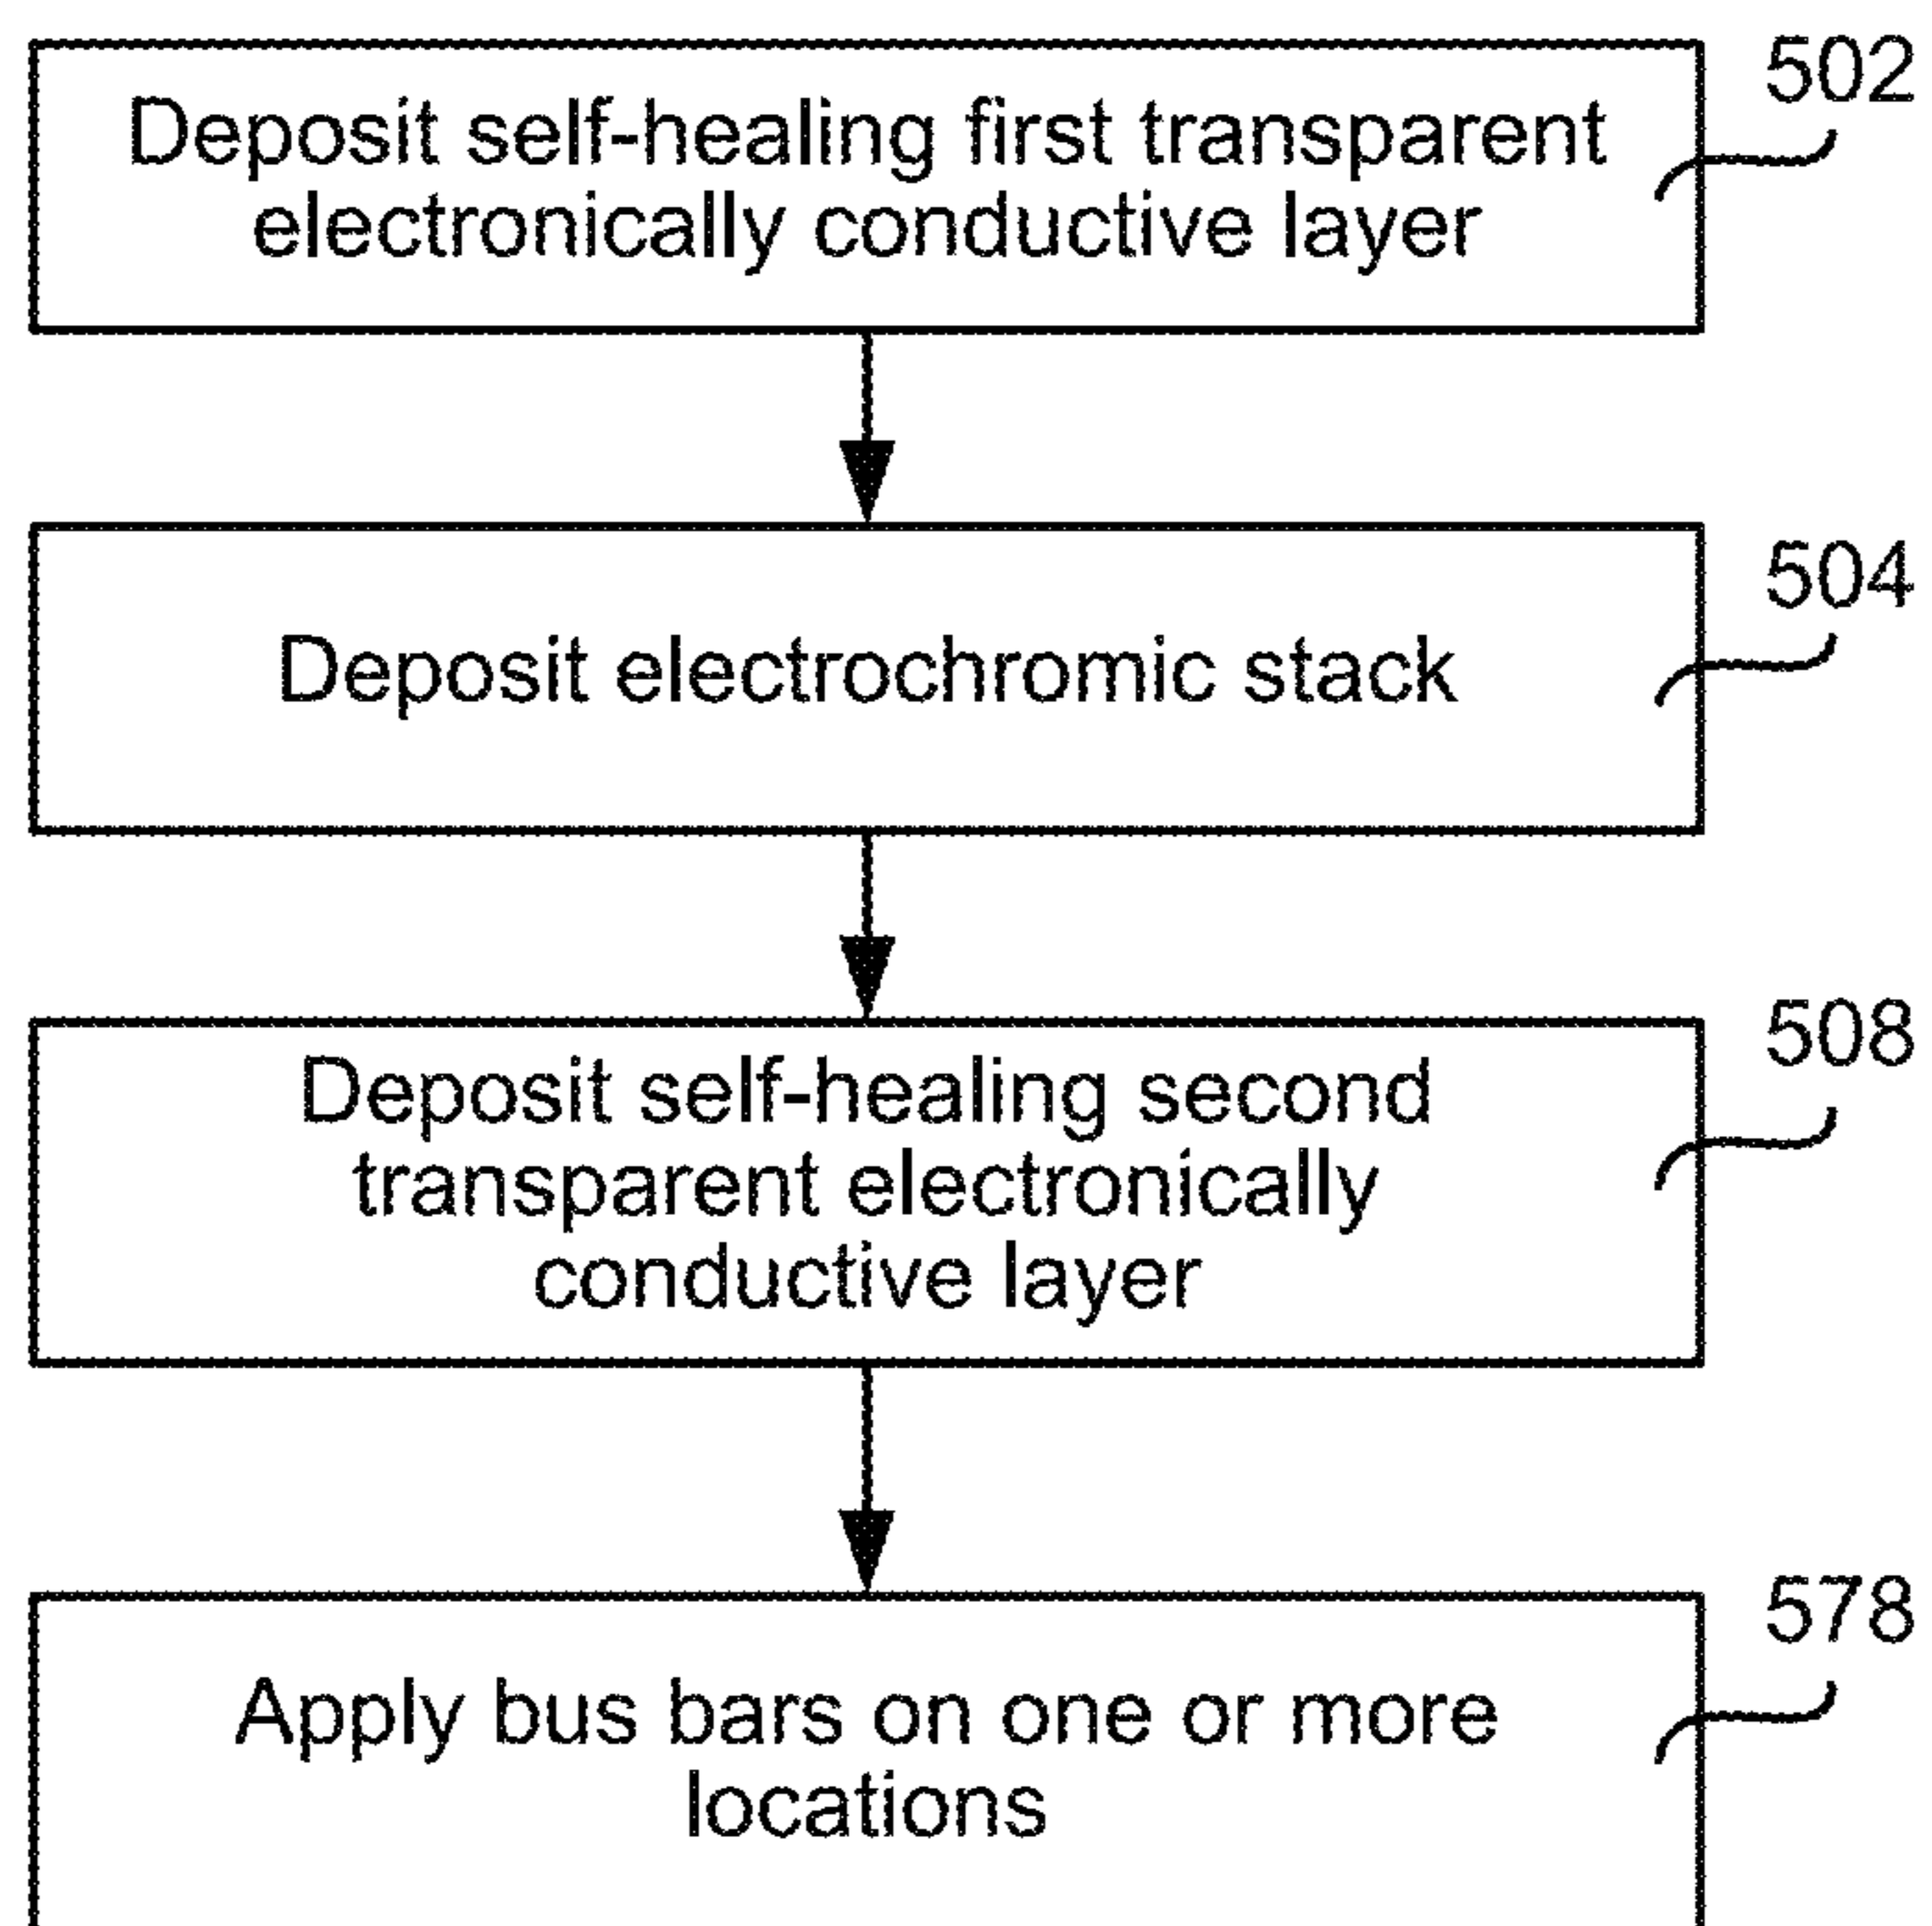 502
Deposit self-healing first transparent
electronically conductive layer
504
Deposit electrochromic stack
508
Deposit self-healing second
transparent electronically
conductive layer
578
Apply bus bars on one or more
locations